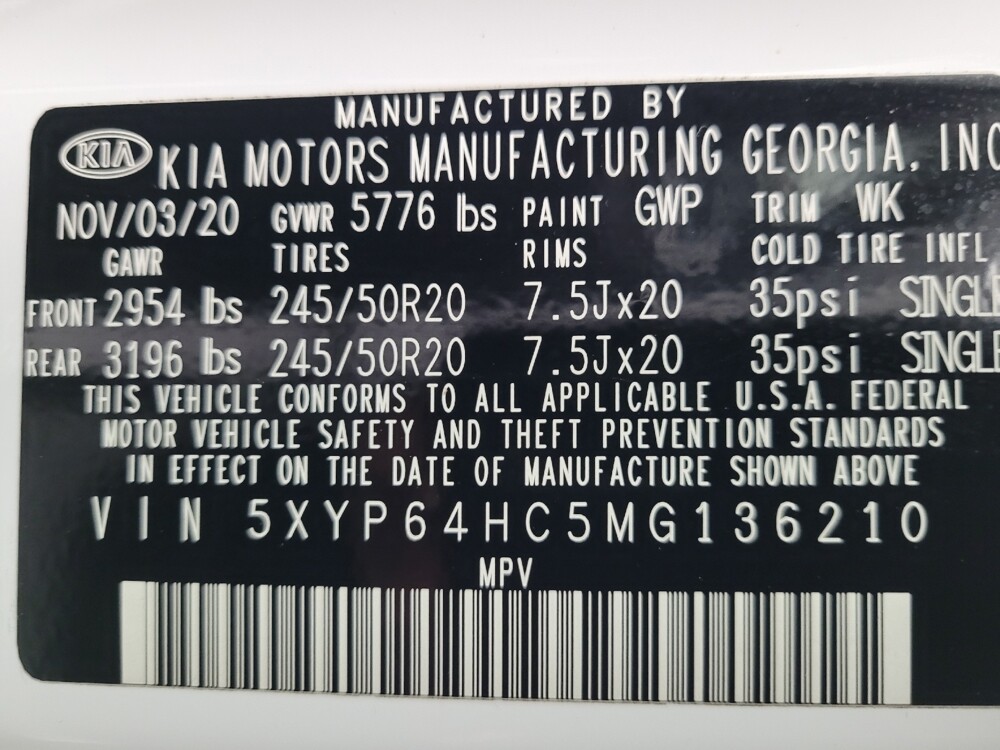 MANUFACTURED BY
KIA KIA MOTORS MANUFACTURING GEORGIA, INC
NOV/03/20 GVWR 5776 lbs PAINT GWP TRIM WK
GAWR TIRES RIMS COLD TIRE INFL
FRONT 2954 lbs 245/50R20 7.5Jx20 35psi SINGLE
REAR 3196 lbs 245/50R20 7.5Jx20 35psi SINGLE
THIS VEHICLE CONFORMS TO ALL APPLICABLE U.S.A. FEDERAL
MOTOR VEHICLE SAFETY AND THEFT PREVENTION STANDARDS
IN EFFECT ON THE DATE OF MANUFACTURE SHOWN ABOVE
VIN 5XYP64HC5MG136210
MPV